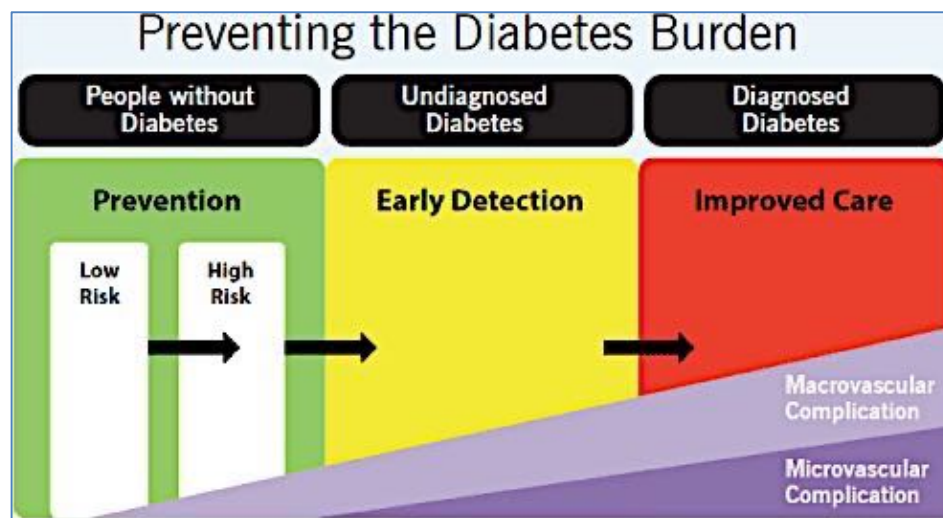 Preventing the Diabetes Burden
People without
Diabetes
Undiagnosed
Diabetes
Diagnosed
Diabetes
Prevention
Early Detection
Improved Care
Low
Risk
High
Risk
Macrovascular
Complication
Microvascular
Complication